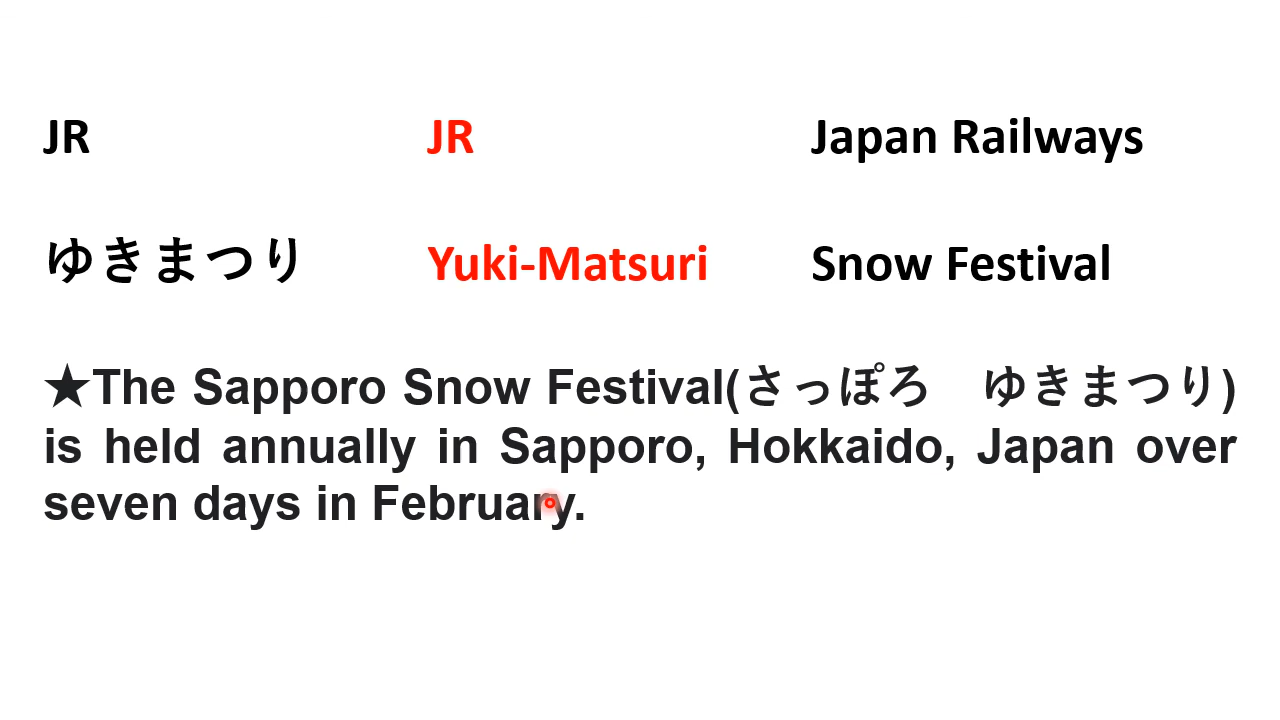 JR JR Japan Railways
ゆきまつり Yuki-Matsuri Snow Festival
★The Sapporo Snow Festival(さっぽろ　ゆきまつり)
is held annually in Sapporo, Hokkaido, Japan over
seven days in February.